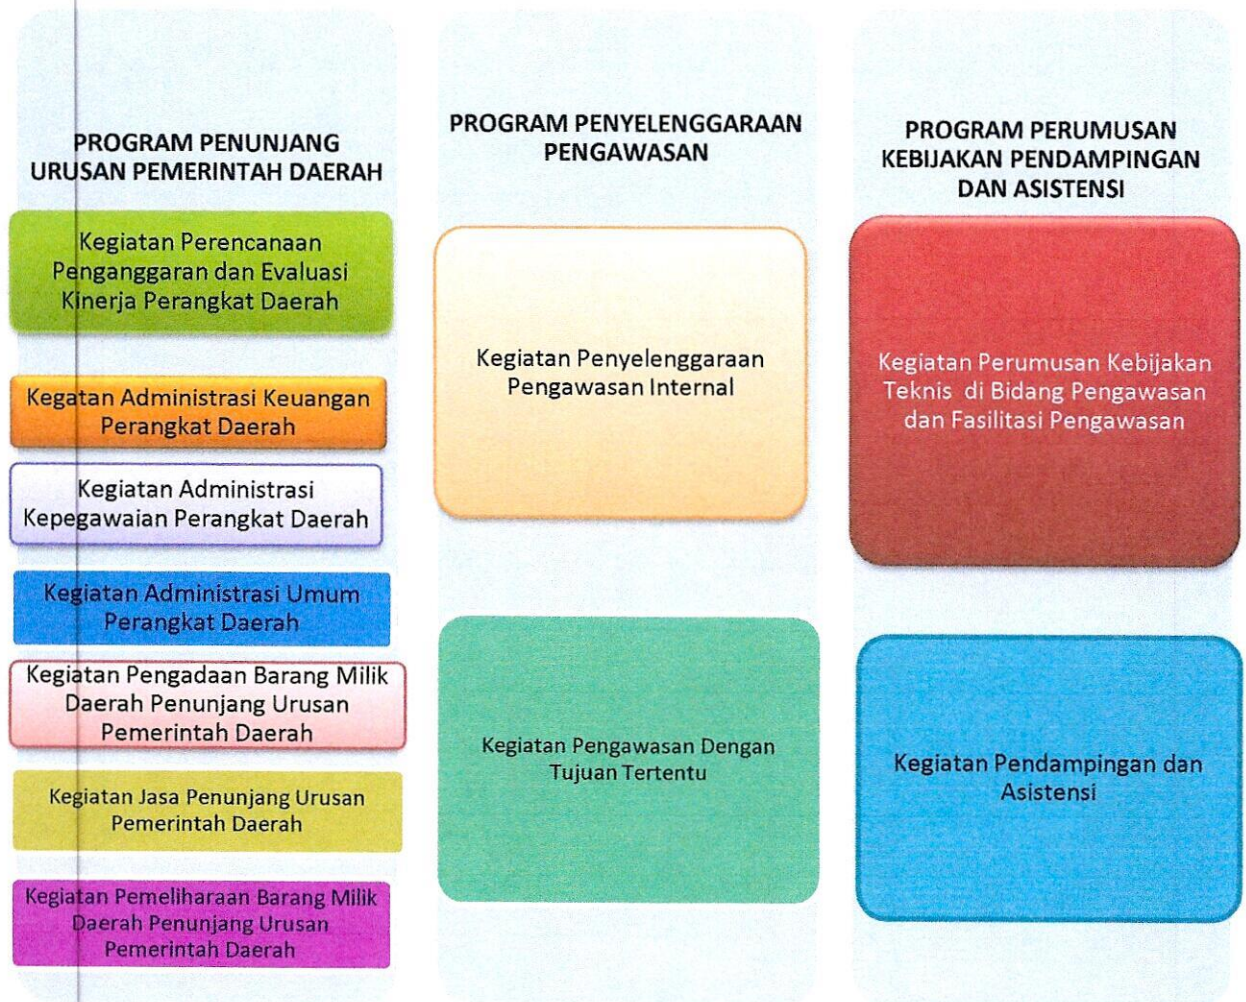 PROGRAM PENUNJANG
URUSAN PEMERINTAH DAERAH
Kegiatan Perencanaan
Penganggaran dan Evaluasi
Kinerja Perangkat Daerah
Kegatan Administrasi Keuangan
Perangkat Daerah
Kegiatan Administrasi
Kepegawaian Perangkat Daerah
Kegiatan Administrasi Umum
Perangkat Daerah
Kegiatan Pengadaan Barang Milik
Daerah Penunjang Urusan
Pemerintah Daerah
Kegiatan Jasa Penunjang Urusan
Pemerintah Daerah
Kegiatan Pemeliharaan Barang Milik
Daerah Penunjang Urusan
Pemerintah Daerah
PROGRAM PENYELENGGARAAN
PENGAWASAN
Kegiatan Penyelenggaraan
Pengawasan Internal
Kegiatan Pengawasan Dengan
Tujuan Tertentu
PROGRAM PERUMUSAN
KEBIJAKAN PENDAMPINGAN
DAN ASISTENSI
Kegiatan Perumusan Kebijakan
Teknis di Bidang Pengawasan
dan Fasilitasi Pengawasan
Kegiatan Pendampingan dan
Asistensi